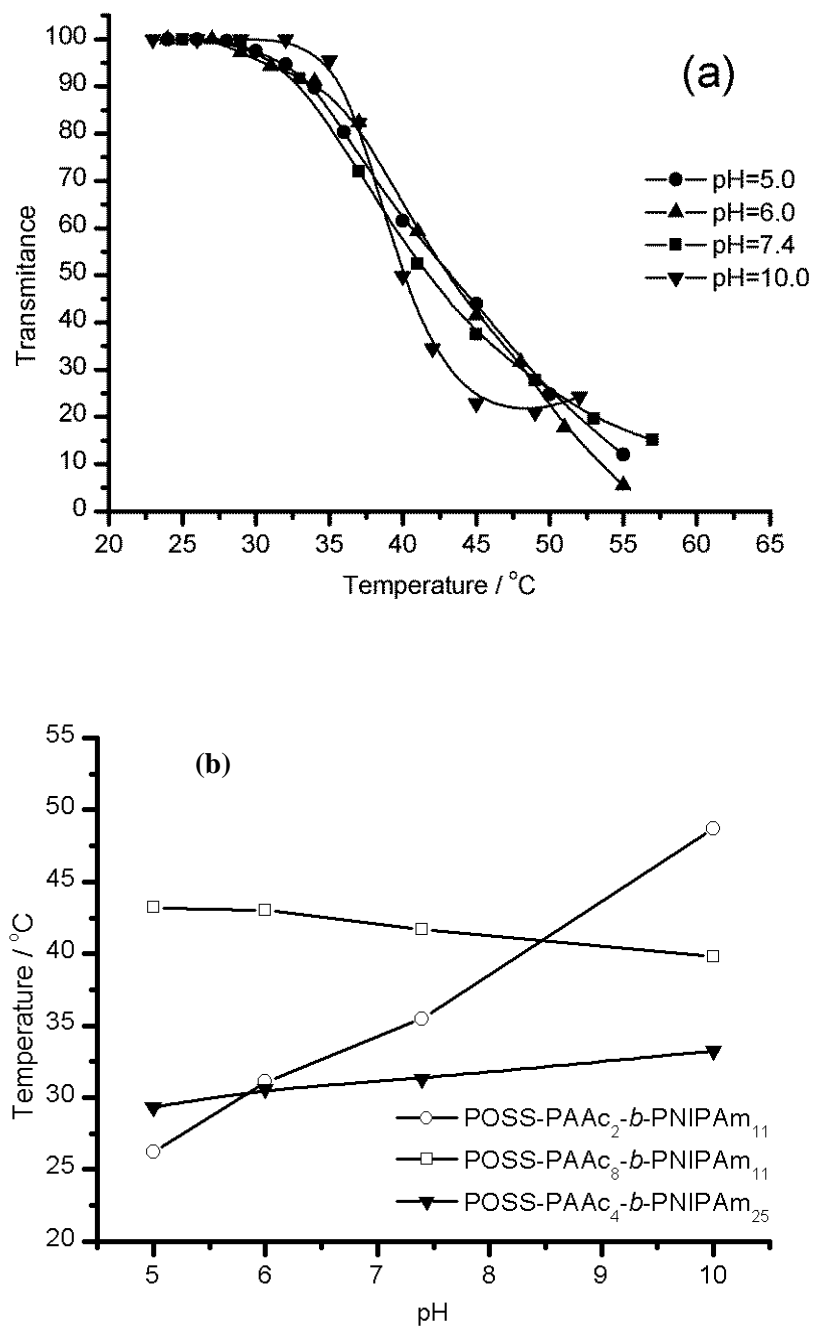 (a)
100
90
80
70
60
50
40
30
20
10
0
Transmitance
pH=5.0
pH=6.0
pH=7.4
pH=10.0
20 25 30 35 40 45 50 55 60 65
Temperature / °C
(b)
55
50
45
40
35
30
25
20
Temperature / °C
POSS-PAAc₂-b-PNIPAm₁₁
POSS-PAAc₈-b-PNIPAm₁₁
POSS-PAAc₄-b-PNIPAm₂₅
5 6 7 8 9 10
pH